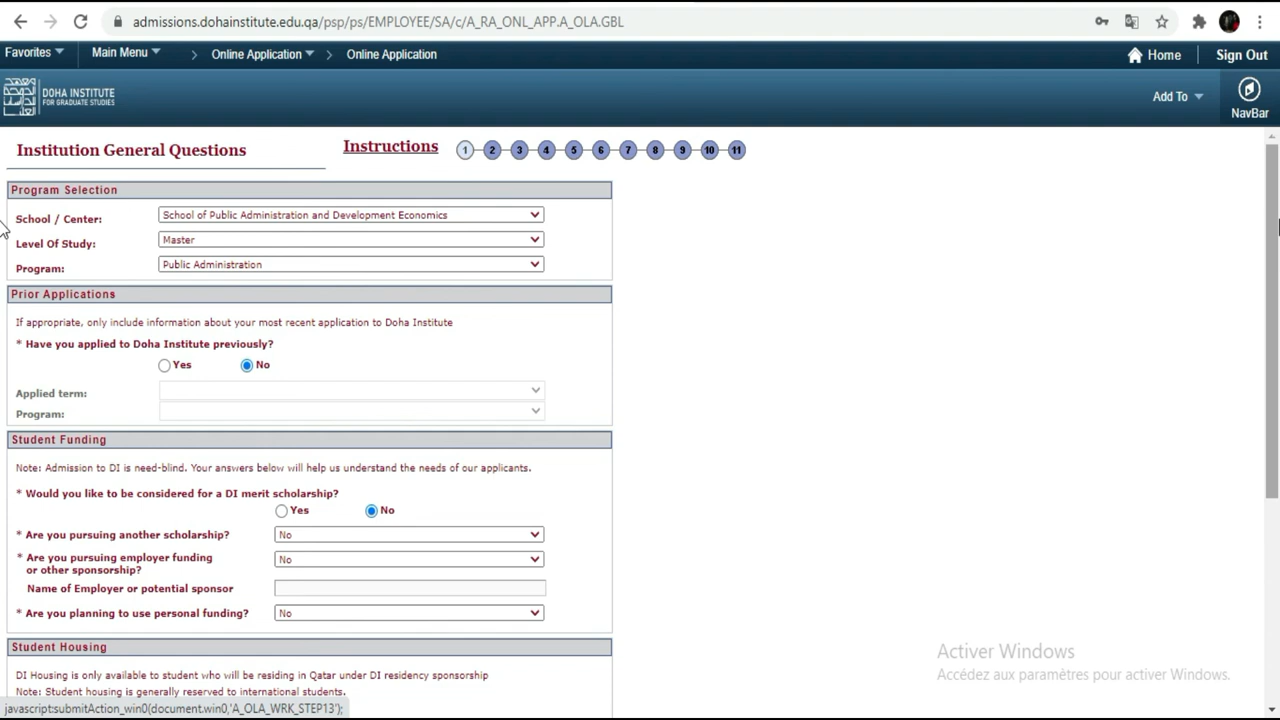 admissions.dohainstitute.edu.qa/psp/ps/EMPLOYEE/SA/c/A_RA_ONL_APP.A_OLA.GBL
Favorites Main Menu > Online Application > Online Application Home Sign Out
DOHA INSTITUTE
FOR GRADUATE STUDIES
Add To
NavBar
Institution General Questions
Instructions 1 2 3 4 5 6 7 8 9 10 11
Program Selection
School / Center: School of Public Administration and Development Economics
Level Of Study: Master
Program: Public Administration
Prior Applications
If appropriate, only include information about your most recent application to Doha Institute
* Have you applied to Doha Institute previously?
Yes No
Applied term:
Program:
Student Funding
Note: Admission to DI is need-blind. Your answers below will help us understand the needs of our applicants.
* Would you like to be considered for a DI merit scholarship?
Yes No
* Are you pursuing another scholarship? No
* Are you pursuing employer funding No
or other sponsorship?
Name of Employer or potential sponsor
* Are you planning to use personal funding? No
Student Housing
DI Housing is only available to student who will be residing in Qatar under DI residency sponsorship
Note: Student housing is generally reserved to international students.
javascript:submitAction_win0(document.win0,'A_OLA_WRK_STEP13');
Activer Windows
Accédez aux paramètres pour activer Windows.